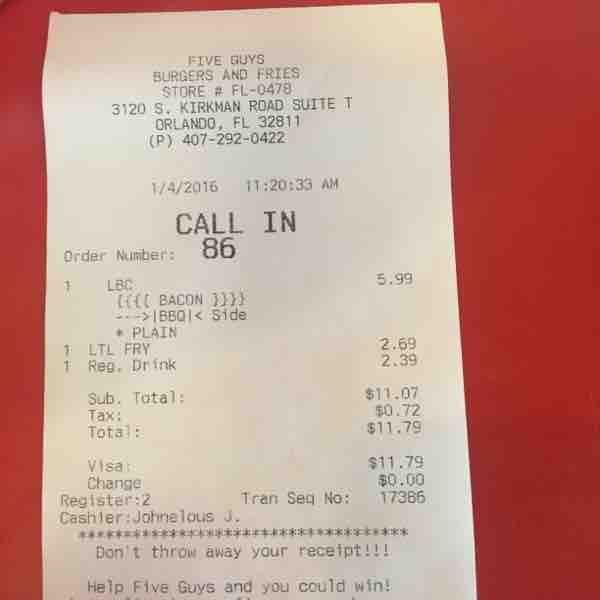 FIVE GUYS
BURGERS AND FRIES
STORE # FL-0478
3120 S. KIRKMAN ROAD SUITE T
ORLANDO, FL 32811
(P) 407-292-0422
1/4/2016 11:20:33 AM
CALL IN
Order Number: 86
1 LBC 5.99
{{{{ BACON }}}}
--->|BBQ|< Side
* PLAIN
1 LTL FRY 2.69
1 Reg. Drink 2.39
Sub. Total: $11.07
Tax: $0.72
Total: $11.79
Visa: $11.79
Change $0.00
Register:2 Tran Seq No: 17386
Cashier:Johnelous J.
****************************************
Don't throw away your receipt!!!
Help Five Guys and you could win!